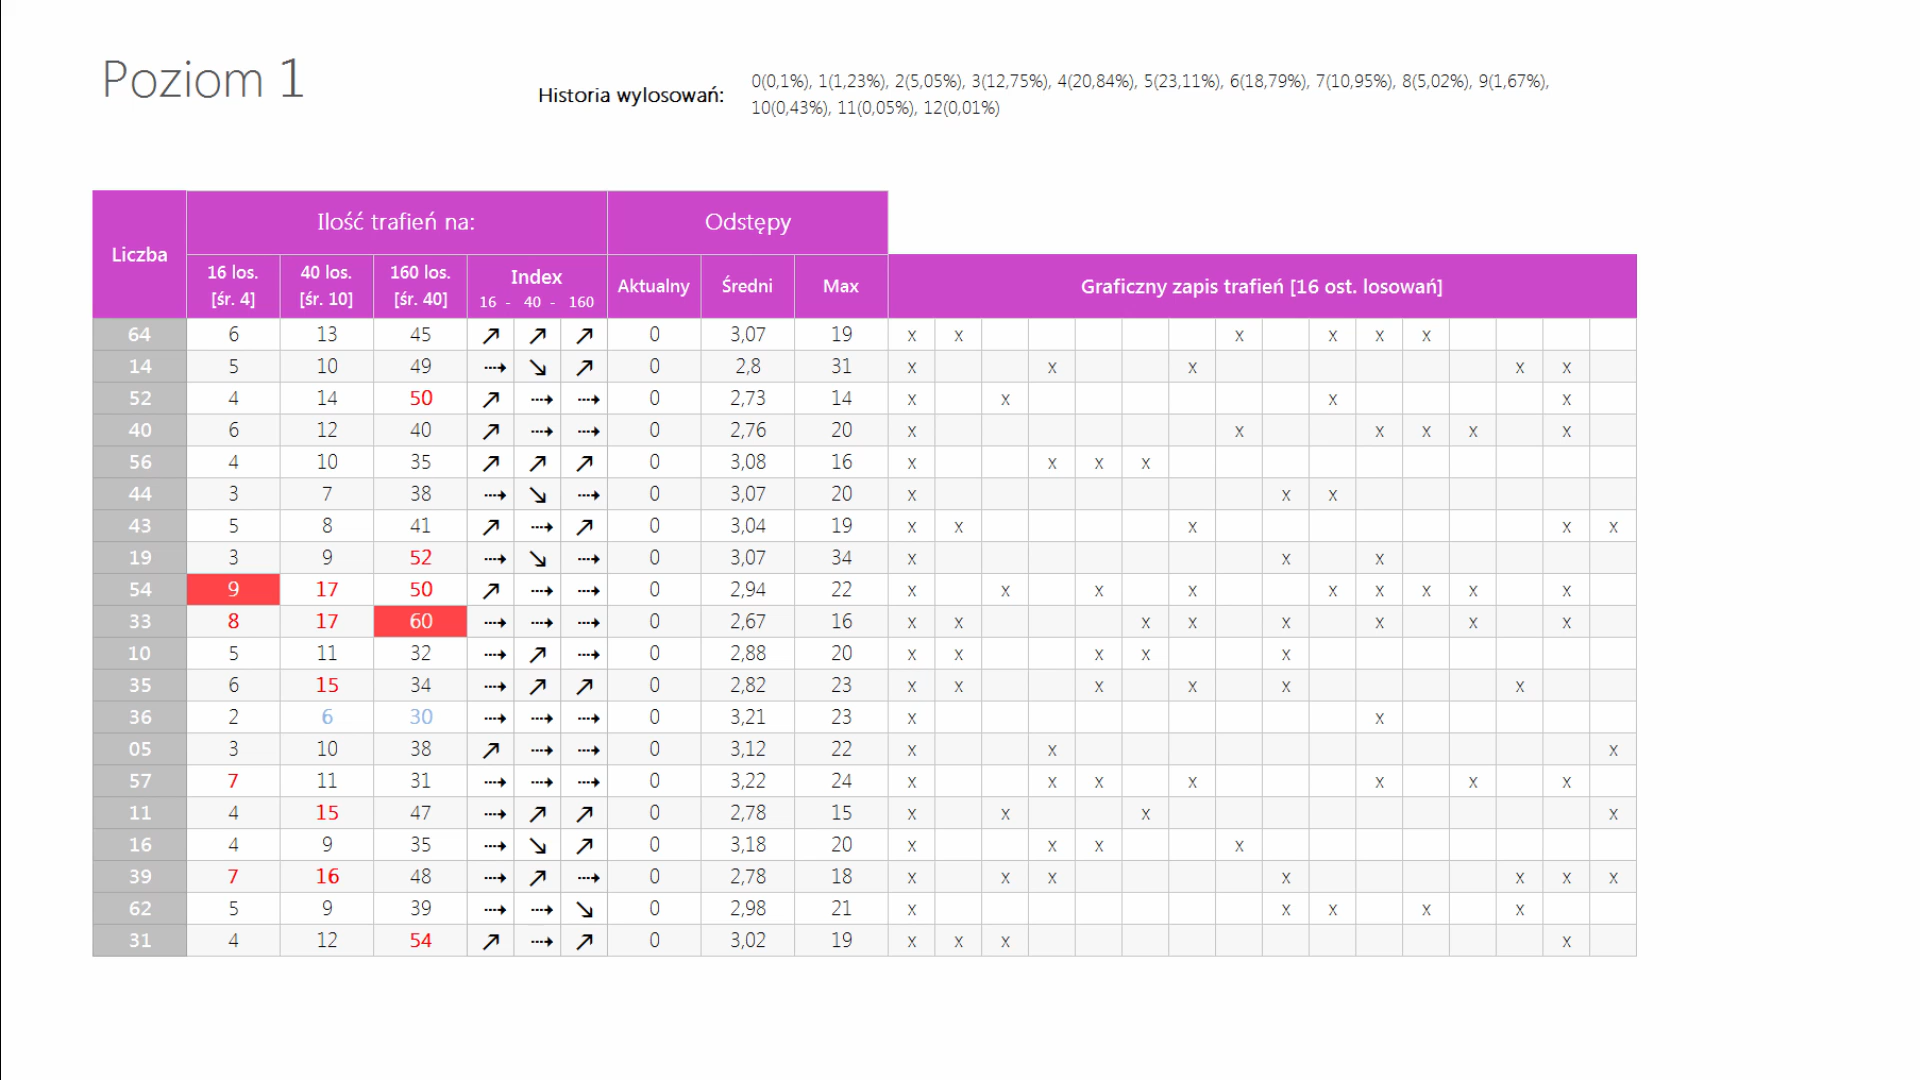 Poziom 1
Historia wylosowań:
0(0,1%), 1(1,23%), 2(5,05%), 3(12,75%), 4(20,84%), 5(23,11%), 6(18,79%), 7(10,95%), 8(5,02%), 9(1,67%),
10(0,43%), 11(0,05%), 12(0,01%)
Ilość trafień na: Odstępy
Liczba
16 los. [śr. 4] 40 los. [śr. 10] 160 los. [śr. 40] Index 16 - 40 - 160 Aktualny Średni Max Graficzny zapis trafień [16 ost. losowań]
64 6 13 45 ↗ ↗ ↗ 0 3,07 19 x x x x x x
14 5 10 49 ⇢ ↘ ↗ 0 2,8 31 x x x x x
52 4 14 50 ↗ ⇢ ⇢ 0 2,73 14 x x x x
40 6 12 40 ↗ ⇢ ⇢ 0 2,76 20 x x x x x x
56 4 10 35 ↗ ↗ ↗ 0 3,08 16 x x x x
44 3 7 38 ⇢ ↘ ⇢ 0 3,07 20 x x x
43 5 8 41 ↗ ⇢ ↗ 0 3,04 19 x x x x x
19 3 9 52 ⇢ ↘ ⇢ 0 3,07 34 x x x
54 9 17 50 ↗ ⇢ ⇢ 0 2,94 22 x x x x x x x x x
33 8 17 60 ⇢ ⇢ ⇢ 0 2,67 16 x x x x x x x x
10 5 11 32 ⇢ ↗ ⇢ 0 2,88 20 x x x x x
35 6 15 34 ⇢ ↗ ↗ 0 2,82 23 x x x x x x
36 2 6 30 ⇢ ⇢ ⇢ 0 3,21 23 x x
05 3 10 38 ↗ ⇢ ⇢ 0 3,12 22 x x x
57 7 11 31 ⇢ ⇢ ⇢ 0 3,22 24 x x x x x x x
11 4 15 47 ⇢ ↗ ↗ 0 2,78 15 x x x x
16 4 9 35 ⇢ ↘ ↗ 0 3,18 20 x x x x
39 7 16 48 ⇢ ↗ ⇢ 0 2,78 18 x x x x x x x
62 5 9 39 ⇢ ⇢ ↘ 0 2,98 21 x x x x x
31 4 12 54 ↗ ⇢ ↗ 0 3,02 19 x x x x